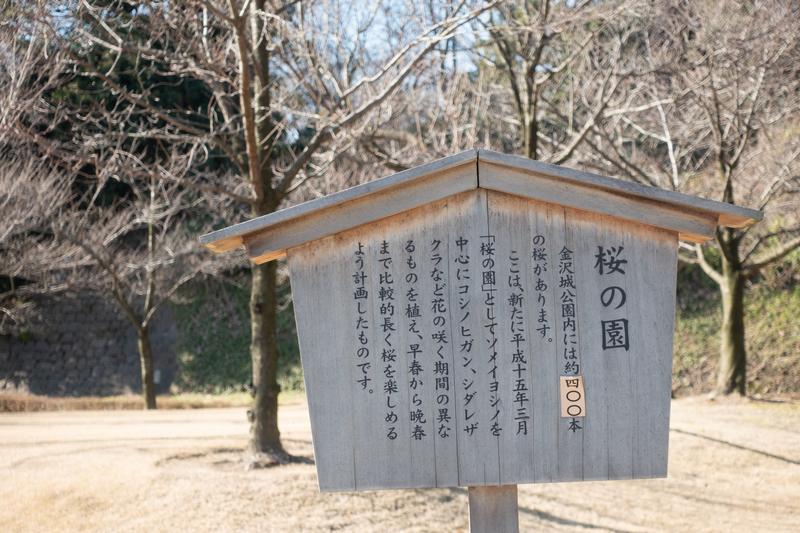 桜の園
金沢城公園内には約四〇〇本
の桜があります。
ここは、新たに平成十五年三月
「桜の園」としてソメイヨシノを
中心にコシノヒガン、シダレザ
クラなど花の咲く期間の異な
るものを植え、早春から晩春
まで比較的長く桜を楽しめる
よう計画したものです。